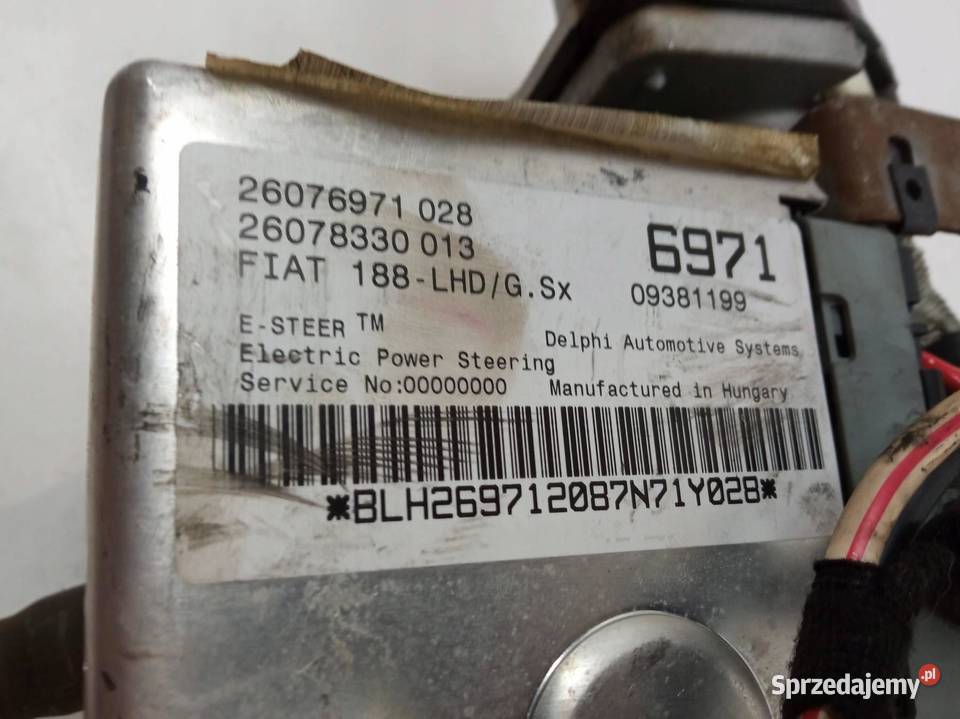 26076971 028
26078330 013
FIAT 188-LHD/G.Sx
6971
09381199
E-STEER TM
Electric Power Steering
Service No:00000000
Delphi Automotive Systems
Manufactured in Hungary
*BLH269712087N71Y028*
Sprzedajemy.pl